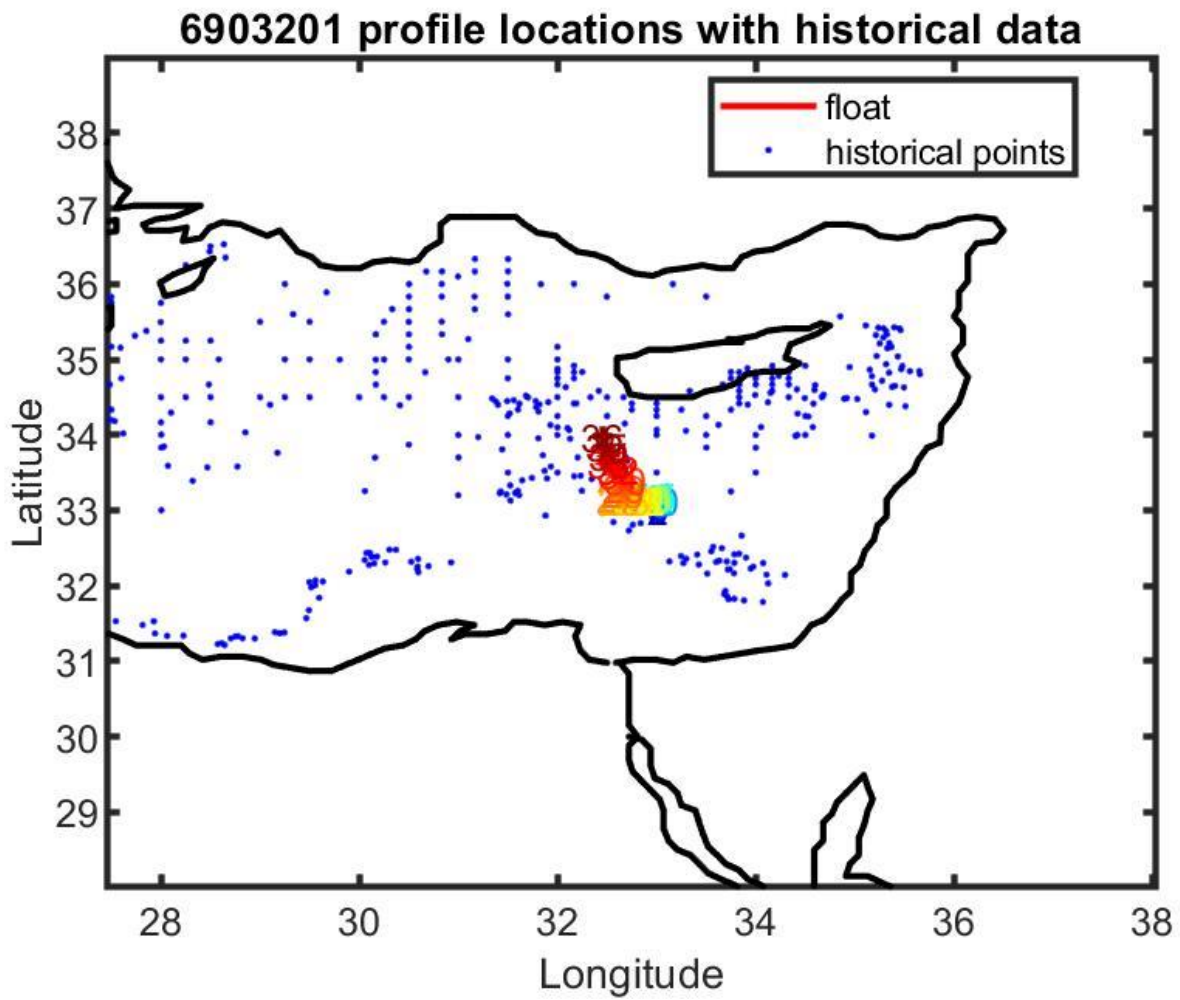 6903201 profile locations with historical data
float
historical points
38
37
36
35
34
33
32
31
30
29
Latitude
28 30 32 34 36 38
Longitude